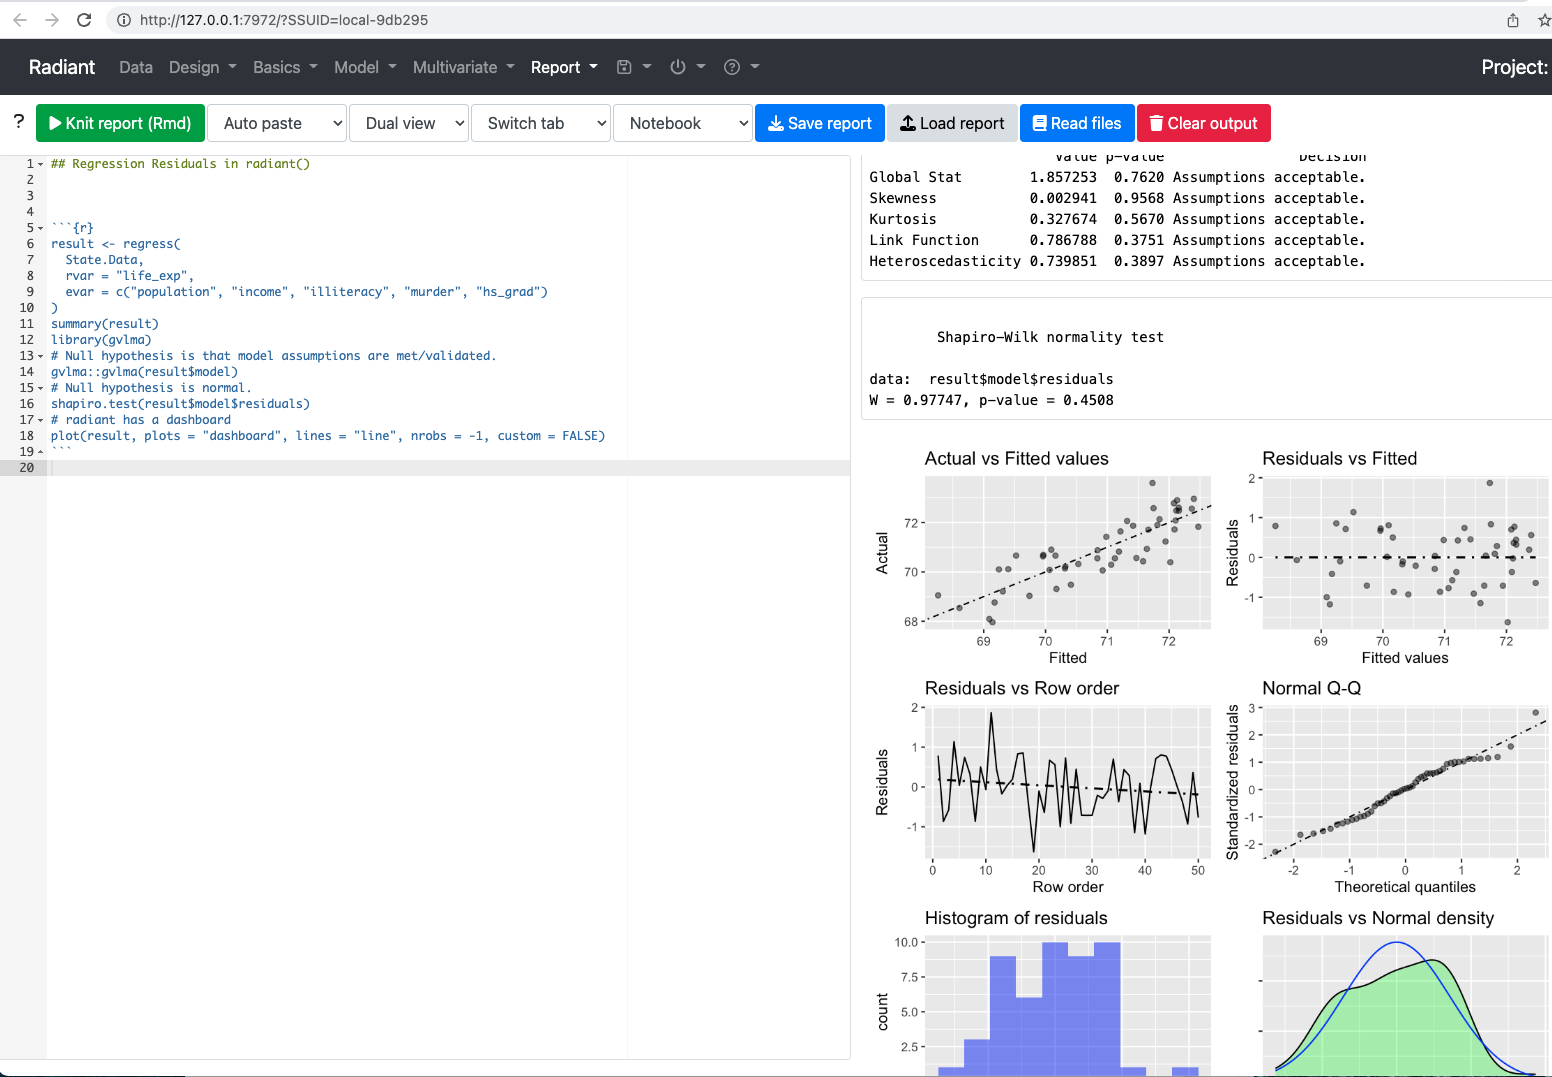 http://127.0.0.1:7972/?SSUID=local-9db295
Radiant Data Design Basics Model Multivariate Report Project:
? Knit report (Rmd) Auto paste Dual view Switch tab Notebook Save report Load report Read files Clear output
1 ## Regression Residuals in radiant()
2
3
4
5 ```{r}
6 result <- regress(
7 State.Data,
8 rvar = "life_exp",
9 evar = c("population", "income", "illiteracy", "murder", "hs_grad")
10 )
11 summary(result)
12 library(gvlma)
13 # Null hypothesis is that model assumptions are met/validated.
14 gvlma::gvlma(result$model)
15 # Null hypothesis is normal.
16 shapiro.test(result$model$residuals)
17 # radiant has a dashboard
18 plot(result, plots = "dashboard", lines = "line", nrobs = -1, custom = FALSE)
19 ```
20
Value p-value Decision
Global Stat 1.857253 0.7620 Assumptions acceptable.
Skewness 0.002941 0.9568 Assumptions acceptable.
Kurtosis 0.327674 0.5670 Assumptions acceptable.
Link Function 0.786788 0.3751 Assumptions acceptable.
Heteroscedasticity 0.739851 0.3897 Assumptions acceptable.
Shapiro-Wilk normality test
data: result$model$residuals
W = 0.97747, p-value = 0.4508
Actual vs Fitted values
Actual
72
70
68
69 70 71 72
Fitted
Residuals vs Fitted
Residuals
2
1
0
-1
69 70 71 72
Fitted values
Residuals vs Row order
Residuals
2
1
0
-1
0 10 20 30 40 50
Row order
Normal Q-Q
Standardized residuals
3
2
1
0
-1
-2
-2 -1 0 1 2
Theoretical quantiles
Histogram of residuals
count
10.0
7.5
5.0
2.5
Residuals vs Normal density